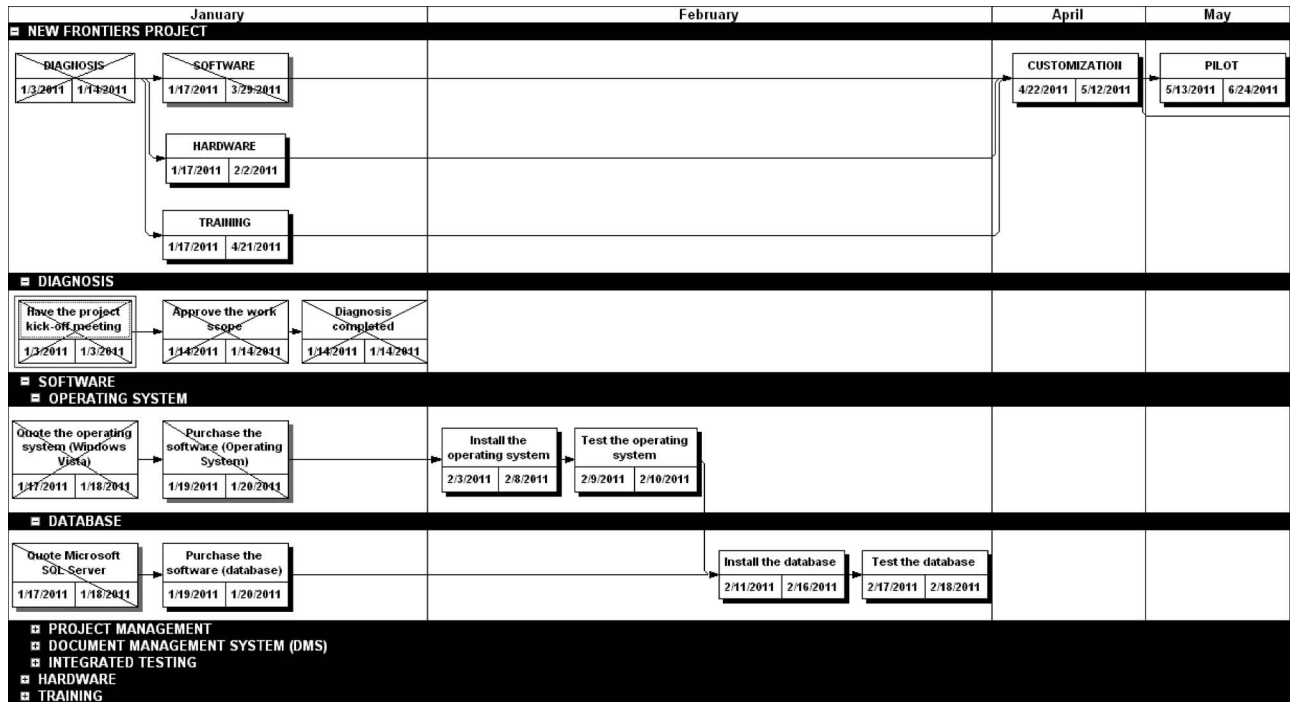 January February April May
NEW FRONTIERS PROJECT
DIAGNOSIS
1/3/2011 1/14/2011
SOFTWARE
1/17/2011 3/29/2011
CUSTOMIZATION
4/22/2011 5/12/2011
PILOT
5/13/2011 6/24/2011
HARDWARE
1/17/2011 2/2/2011
TRAINING
1/17/2011 4/21/2011
DIAGNOSIS
Have the project
kick-off meeting
1/3/2011 1/3/2011
Approve the work
scope
1/14/2011 1/14/2011
Diagnosis
completed
1/14/2011 1/14/2011
SOFTWARE
OPERATING SYSTEM
Quote the operating
system (Windows
Vista)
1/17/2011 1/18/2011
Purchase the
software (Operating
System)
1/19/2011 1/20/2011
Install the
operating system
2/3/2011 2/8/2011
Test the operating
system
2/9/2011 2/10/2011
DATABASE
Quote Microsoft
SQL Server
1/17/2011 1/18/2011
Purchase the
software (database)
1/19/2011 1/20/2011
Install the database
2/11/2011 2/16/2011
Test the database
2/17/2011 2/18/2011
PROJECT MANAGEMENT
DOCUMENT MANAGEMENT SYSTEM (DMS)
INTEGRATED TESTING
HARDWARE
TRAINING